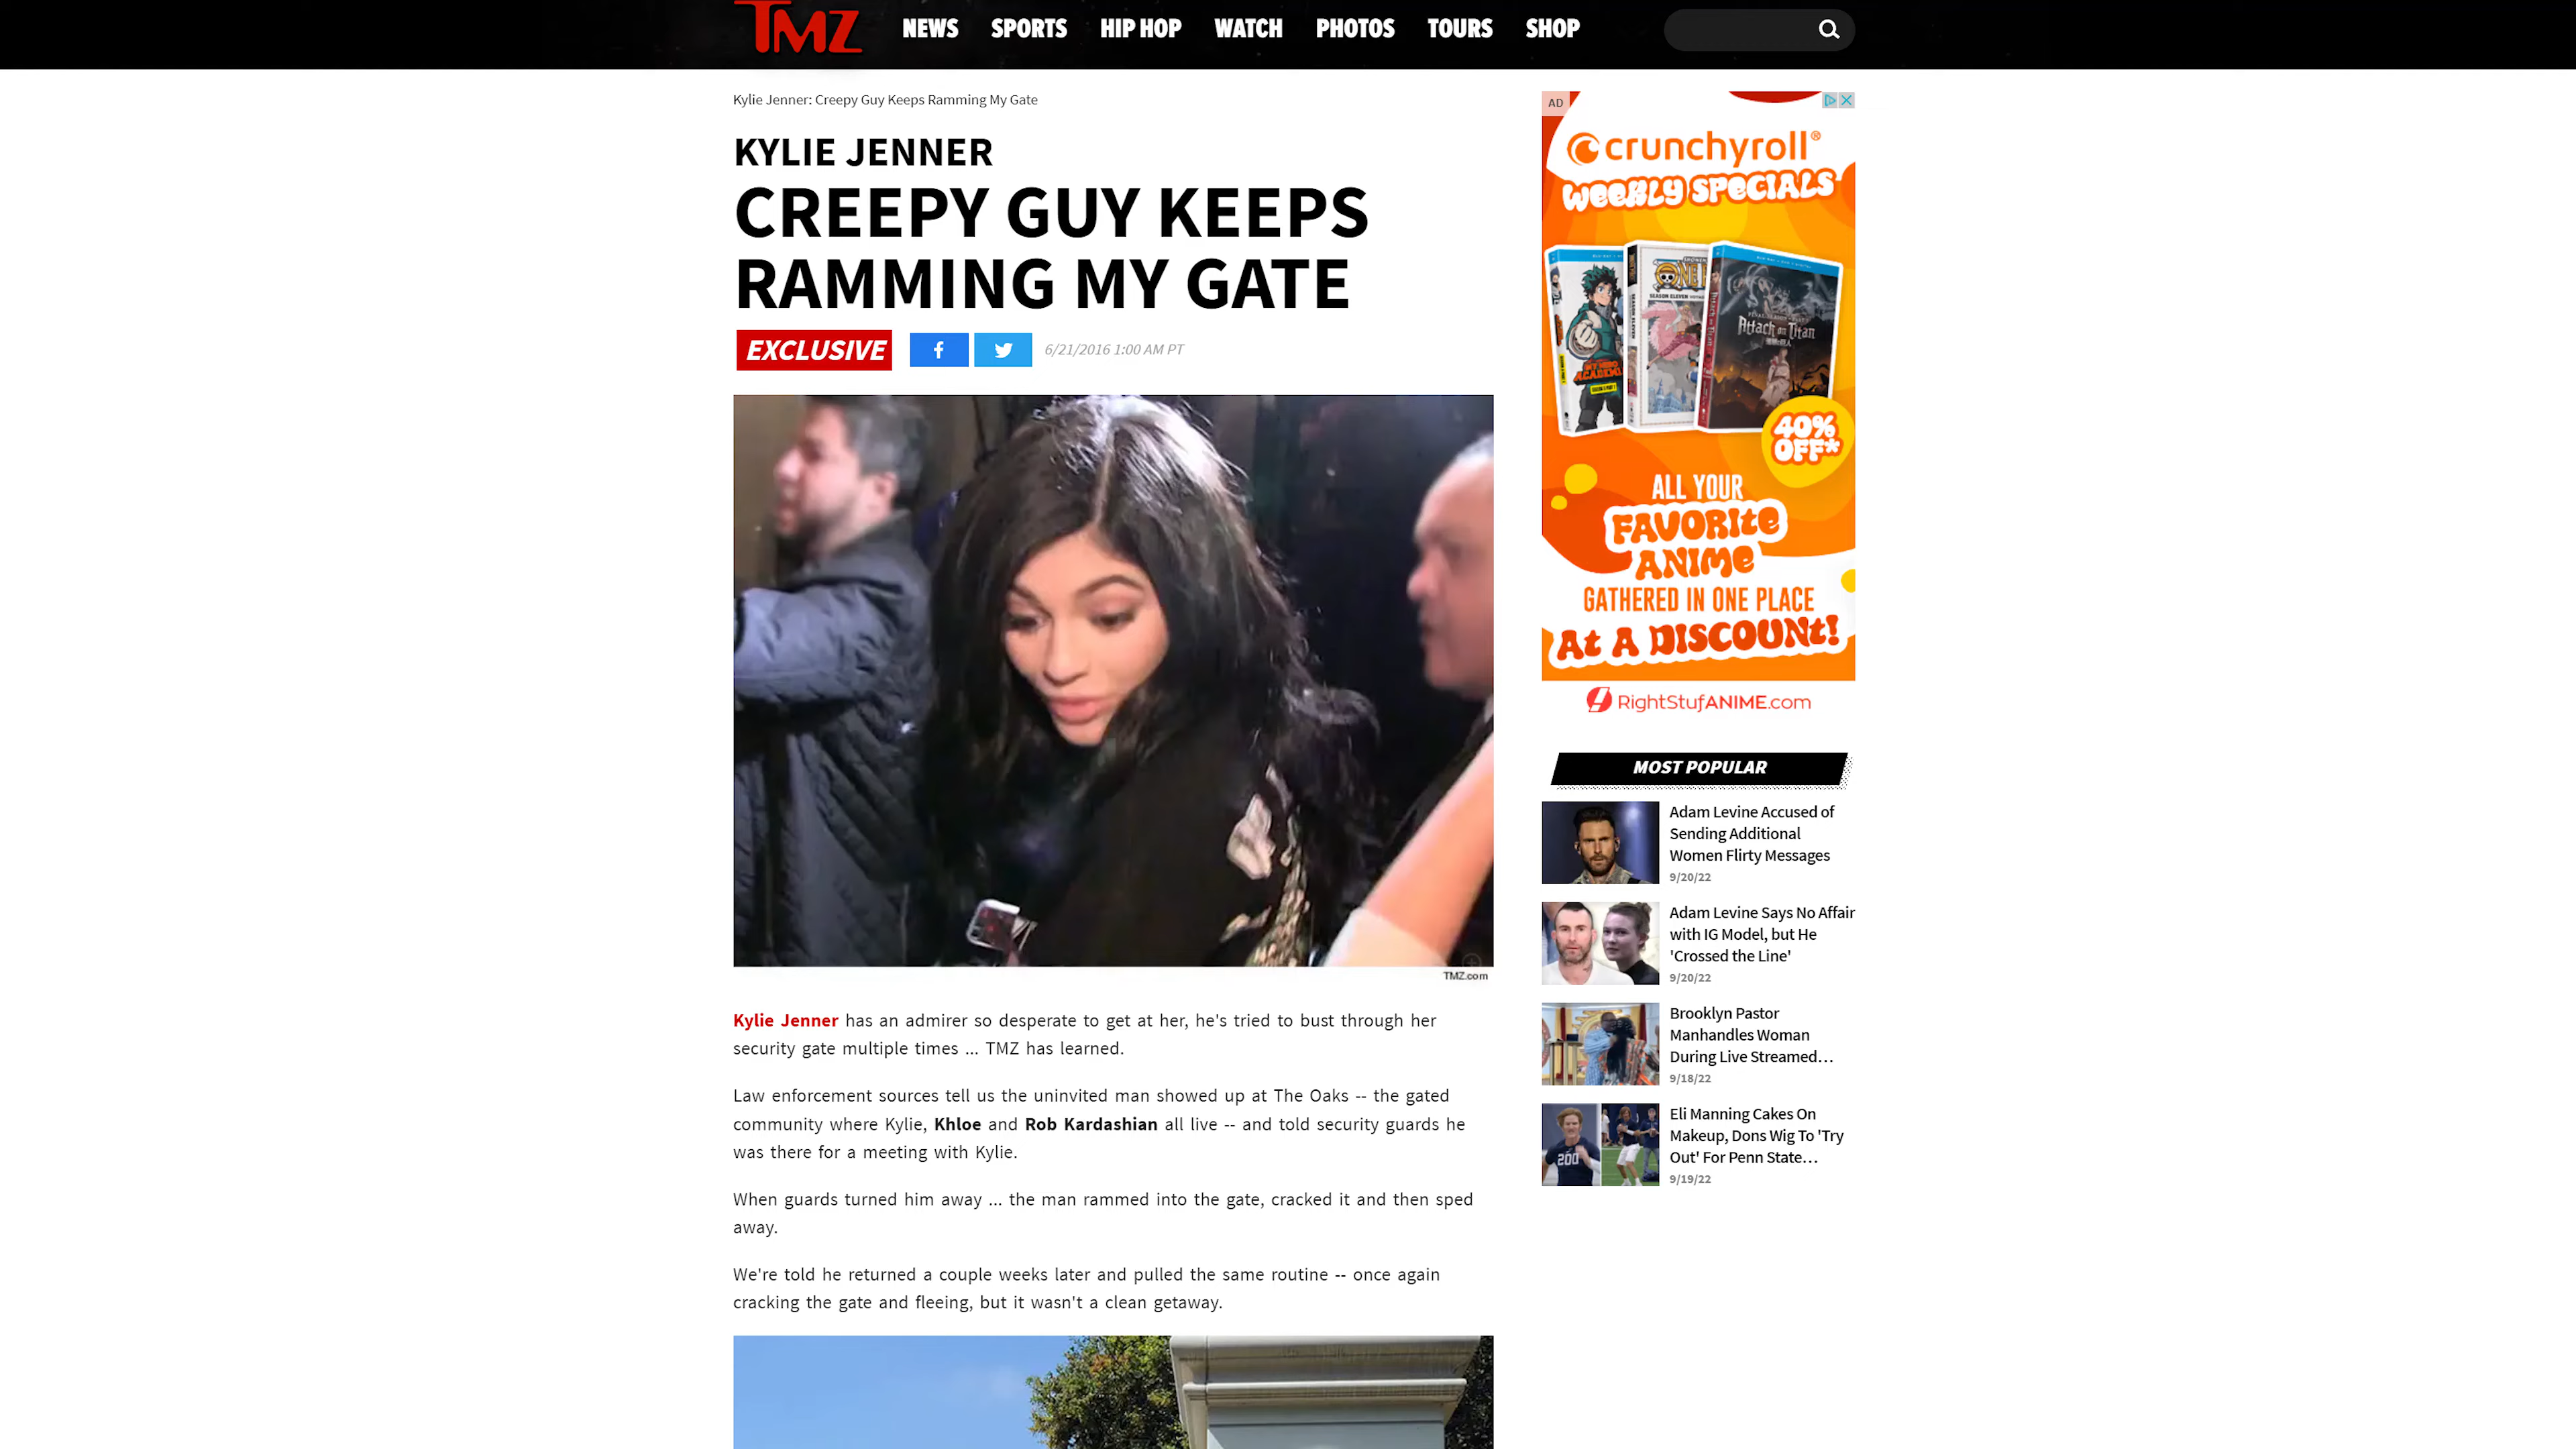 TMZ
NEWS SPORTS HIP HOP WATCH PHOTOS TOURS SHOP
Kylie Jenner: Creepy Guy Keeps Ramming My Gate
KYLIE JENNER
CREEPY GUY KEEPS
RAMMING MY GATE
EXCLUSIVE
6/21/2016 1:00 AM PT
TMZ.com
Kylie Jenner has an admirer so desperate to get at her, he's tried to bust through her
security gate multiple times ... TMZ has learned.
Law enforcement sources tell us the uninvited man showed up at The Oaks -- the gated
community where Kylie, Khloe and Rob Kardashian all live -- and told security guards he
was there for a meeting with Kylie.
When guards turned him away ... the man rammed into the gate, cracked it and then sped
away.
We're told he returned a couple weeks later and pulled the same routine -- once again
cracking the gate and fleeing, but it wasn't a clean getaway.
AD
crunchyroll®
WEEKLY SPECIALS
Attack on Titan
40%
OFF*
ALL YOUR
FAVORITE
ANIME
GATHERED IN ONE PLACE
At A DISCOUNt!
RightStufANIME.com
MOST POPULAR
Adam Levine Accused of
Sending Additional
Women Flirty Messages
9/20/22
Adam Levine Says No Affair
with IG Model, but He
'Crossed the Line'
9/20/22
Brooklyn Pastor
Manhandles Woman
During Live Streamed...
9/18/22
200
Eli Manning Cakes On
Makeup, Dons Wig To 'Try
Out' For Penn State...
9/19/22